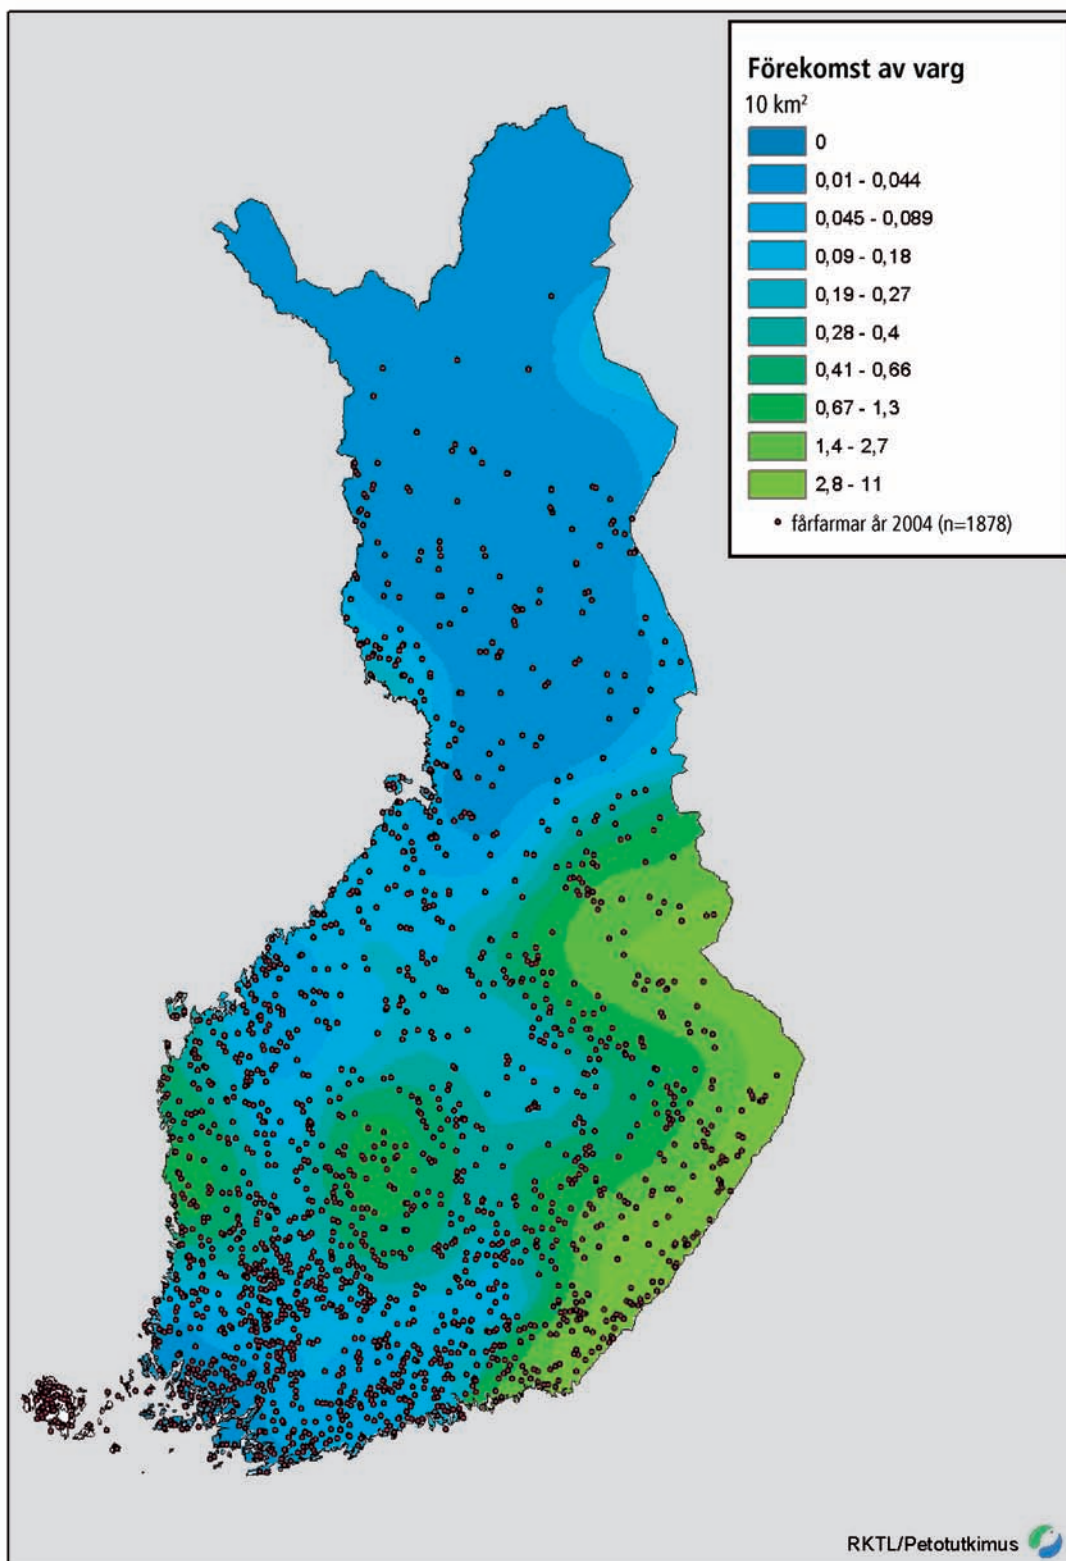 Förekomst av varg
10 km²
0
0,01 - 0,044
0,045 - 0,089
0,09 - 0,18
0,19 - 0,27
0,28 - 0,4
0,41 - 0,66
0,67 - 1,3
1,4 - 2,7
2,8 - 11
fårfarmar år 2004 (n=1878)
RKTL/Petotutkimus